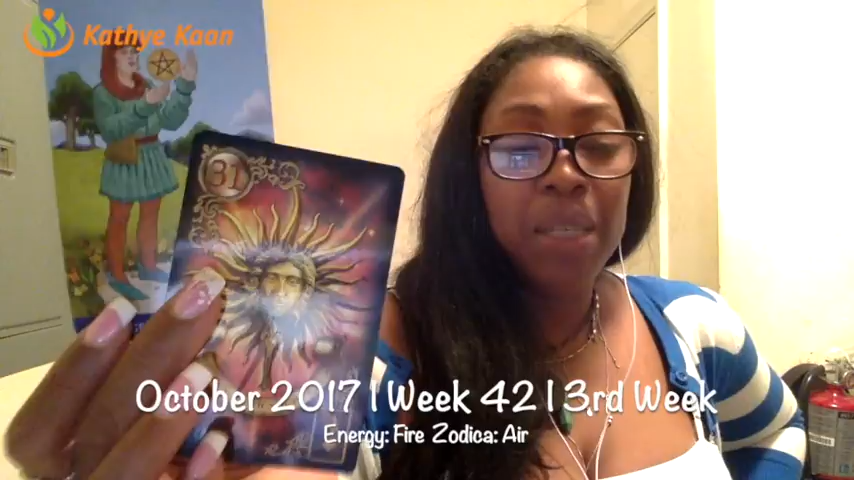 Kathye Kaan
31
October 2017 | Week 42 | 3rd Week
Energy: Fire Zodica: Air